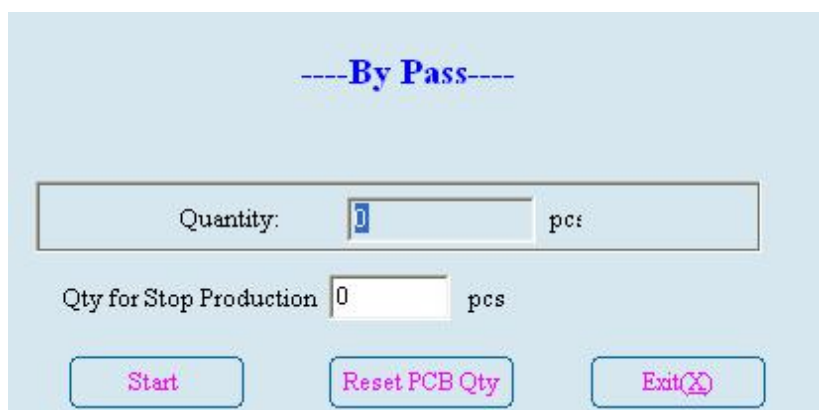 ----By Pass----
Quantity: 0 pcs
Qty for Stop Production 0 pcs
Start Reset PCB Qty Exit(X)